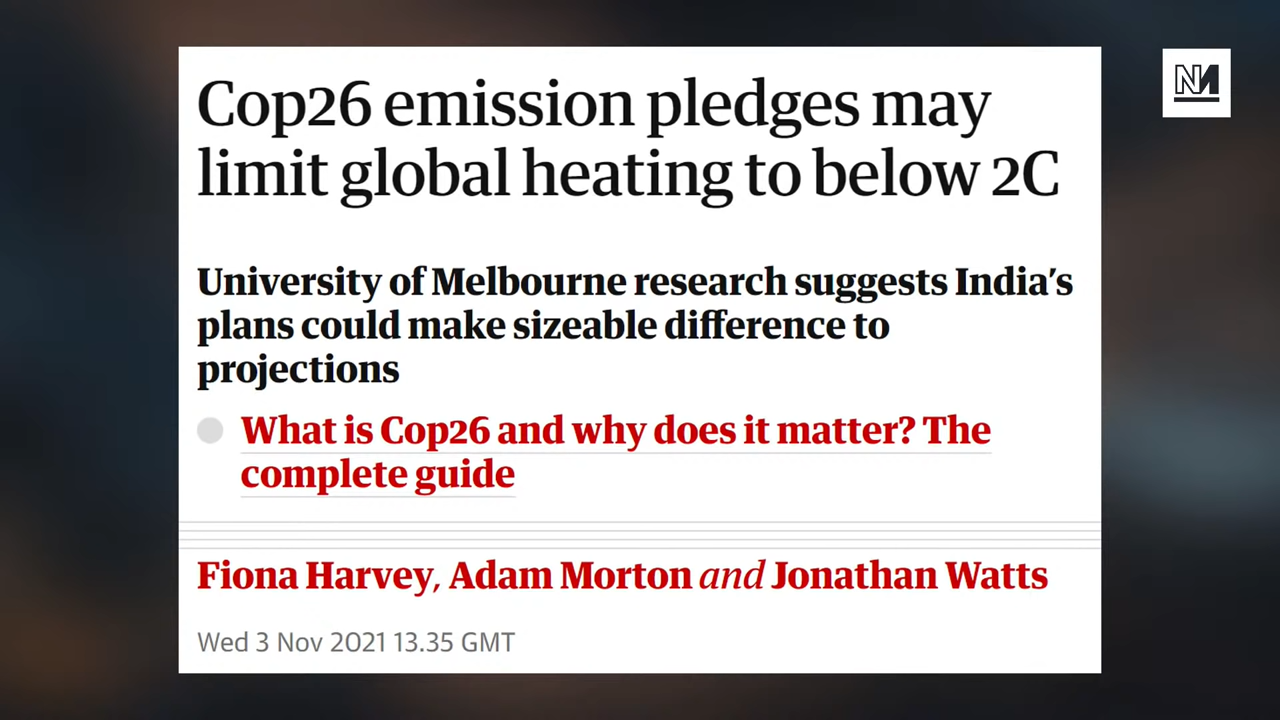 Cop26 emission pledges may
limit global heating to below 2C
University of Melbourne research suggests India's
plans could make sizeable difference to
projections
What is Cop26 and why does it matter? The
complete guide
Fiona Harvey, Adam Morton and Jonathan Watts
Wed 3 Nov 2021 13.35 GMT
NM